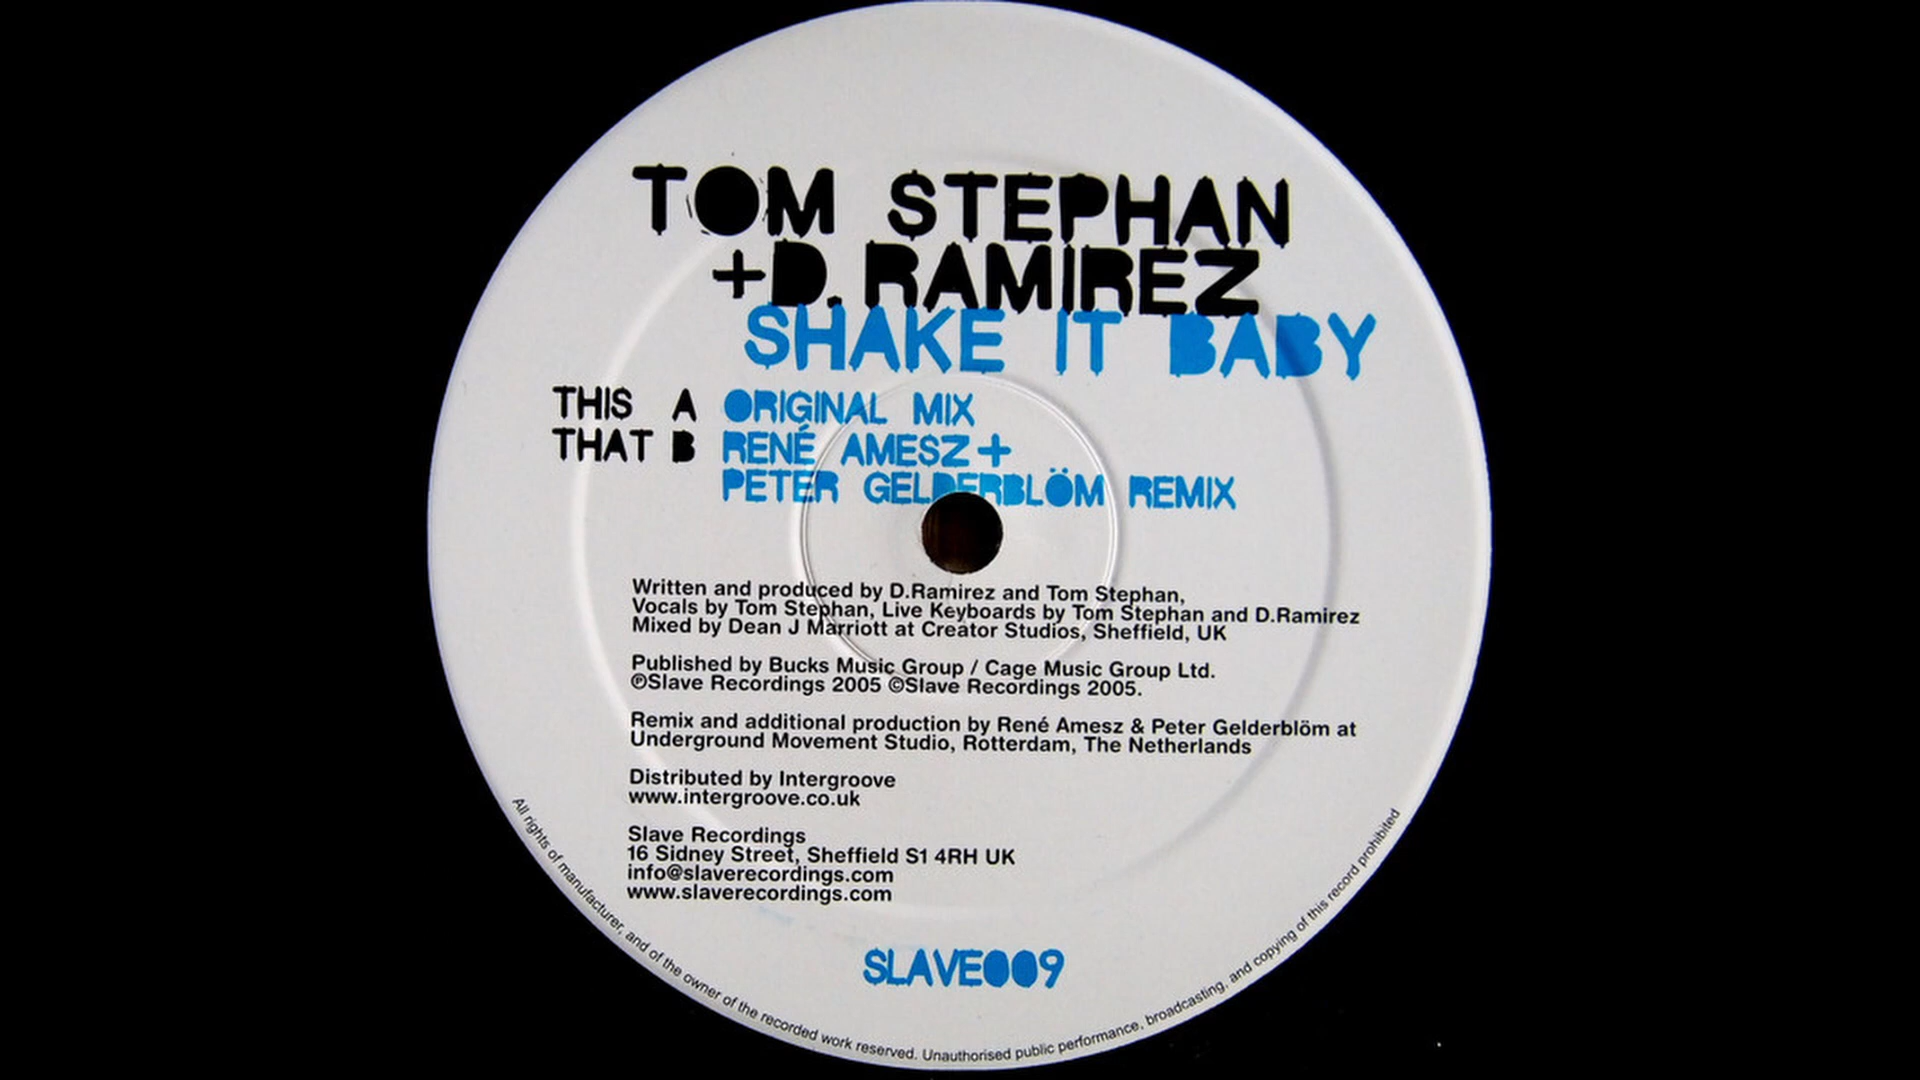 TOM STEPHAN
+D.RAMIREZ
SHAKE IT BABY
THIS A ORIGINAL MIX
THAT B RENÉ AMESZ+
PETER GELDERBLÖM REMIX
Written and produced by D.Ramirez and Tom Stephan,
Vocals by Tom Stephan, Live Keyboards by Tom Stephan and D.Ramirez
Mixed by Dean J Marriott at Creator Studios, Sheffield, UK
Published by Bucks Music Group / Cage Music Group Ltd.
℗Slave Recordings 2005 ©Slave Recordings 2005.
Remix and additional production by René Amesz & Peter Gelderblöm at
Underground Movement Studio, Rotterdam, The Netherlands
Distributed by Intergroove
www.intergroove.co.uk
Slave Recordings
16 Sidney Street, Sheffield S1 4RH UK
info@slaverecordings.com
www.slaverecordings.com
SLAVE009
All rights of manufacturer, and of the owner of the recorded work reserved. Unauthorised public performance, broadcasting, and copying of this record prohibited